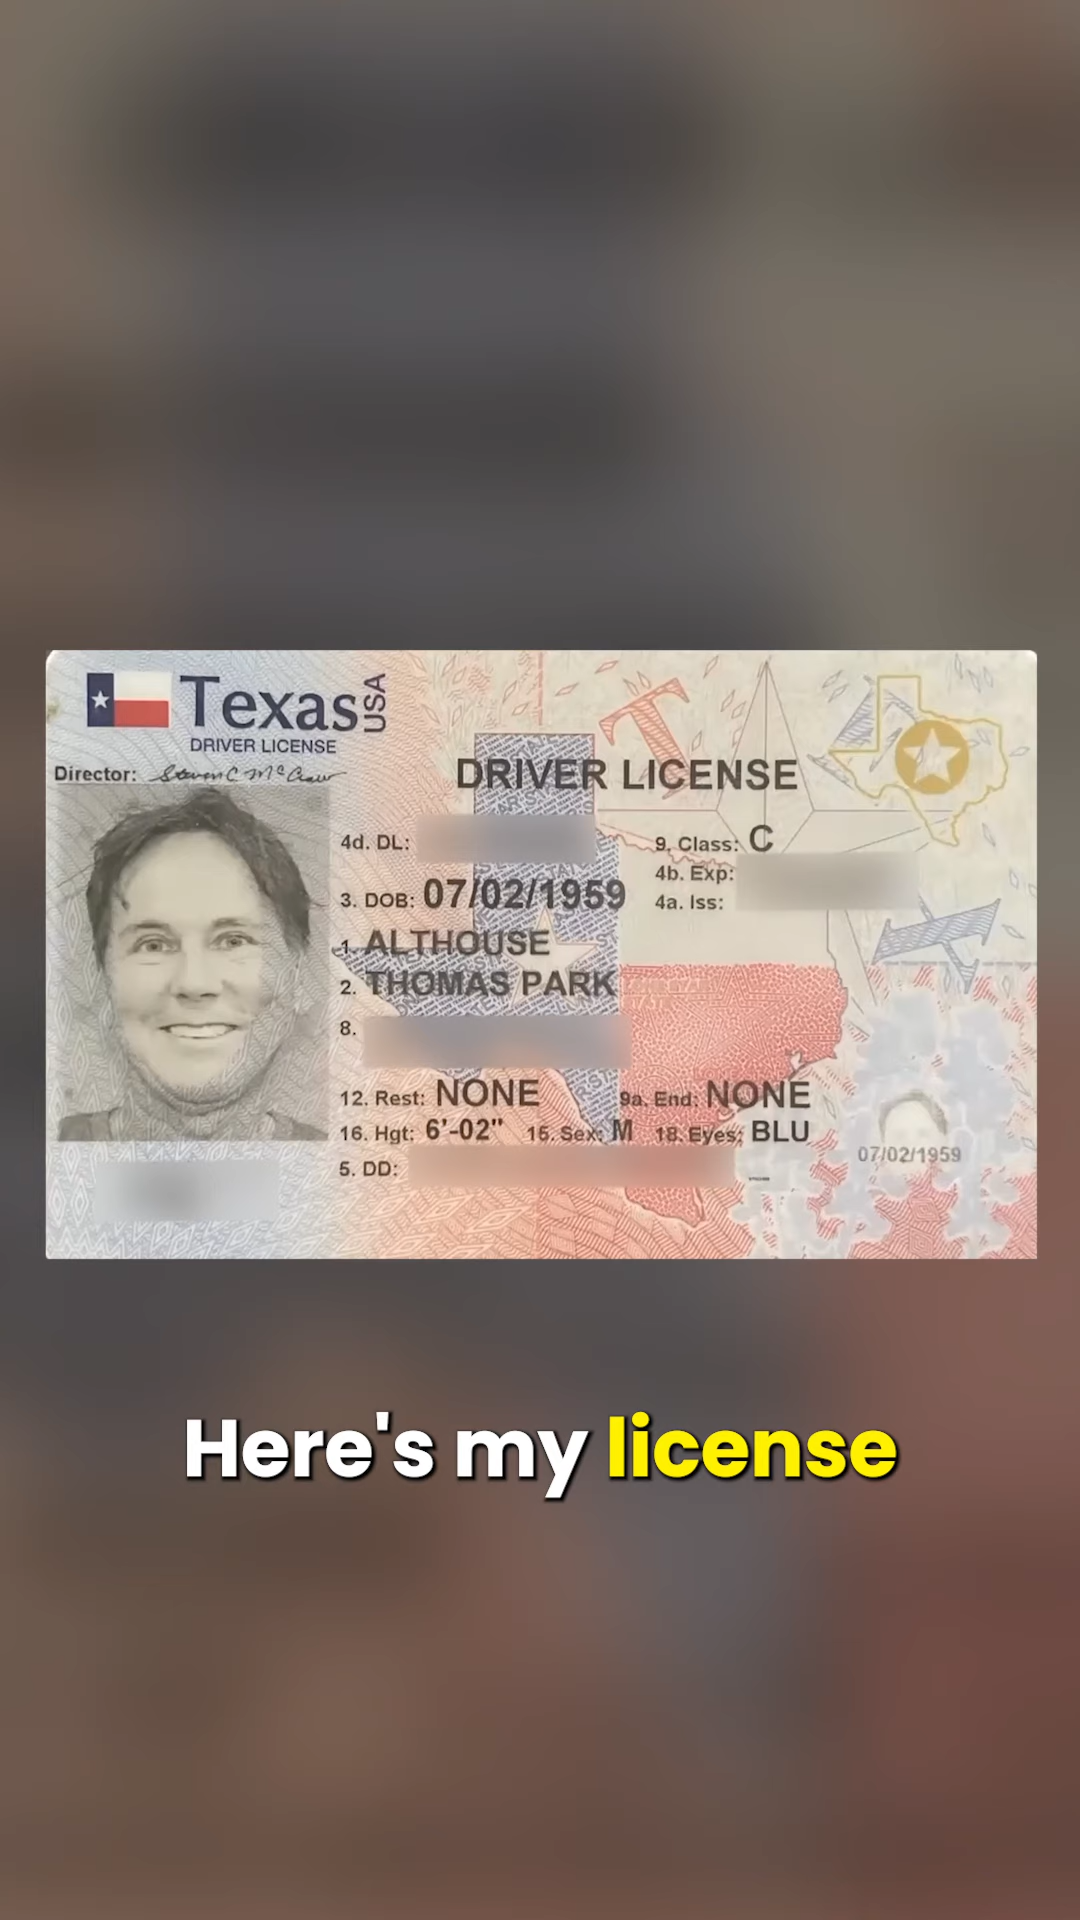 Texas USA
DRIVER LICENSE
Director: Steven C McCraw
DRIVER LICENSE
4d. DL:
9. Class: C
4b. Exp:
3. DOB: 07/02/1959
4a. Iss:
1. ALTHOUSE
2. THOMAS PARK
8.
12. Rest: NONE
9a. End: NONE
16. Hgt: 6'-02"
15. Sex: M
18. Eyes: BLU
07/02/1959
5. DD:
Here's my license